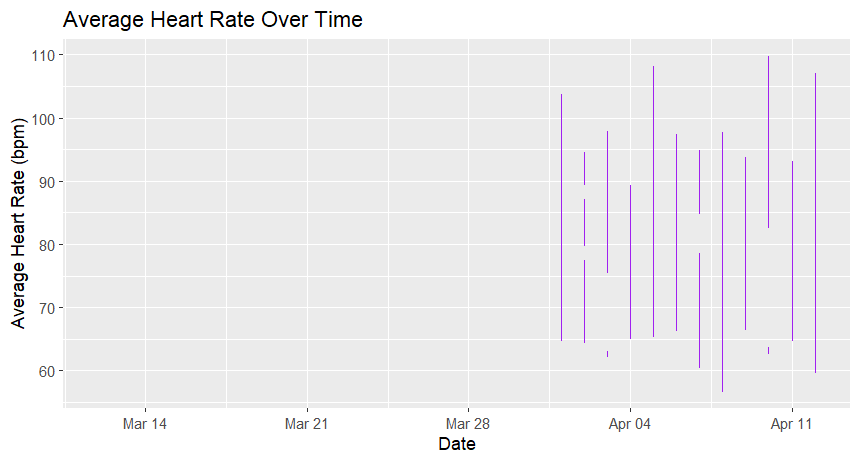 Average Heart Rate Over Time
Average Heart Rate (bpm)
110
100
90
80
70
60
Mar 14
Mar 21
Mar 28
Apr 04
Apr 11
Date